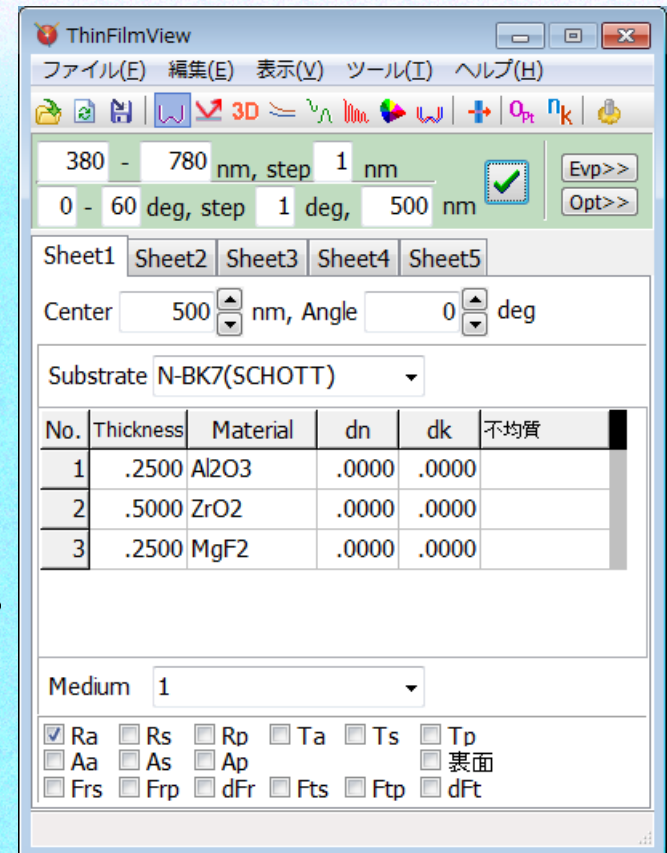 ThinFilmView
ファイル(F) 編集(E) 表示(V) ツール(T) ヘルプ(H)
3D Opt nk
380 - 780 nm, step 1 nm
Evp>>
0 - 60 deg, step 1 deg, 500 nm
Opt>>
Sheet1 Sheet2 Sheet3 Sheet4 Sheet5
Center 500 nm, Angle 0 deg
Substrate N-BK7(SCHOTT)
No. Thickness Material dn dk 不均質
1 .2500 Al2O3 .0000 .0000
2 .5000 ZrO2 .0000 .0000
3 .2500 MgF2 .0000 .0000
Medium 1
Ra Rs Rp Ta Ts Tp
Aa As Ap 裏面
Frs Frp dFr Fts Ftp dFt